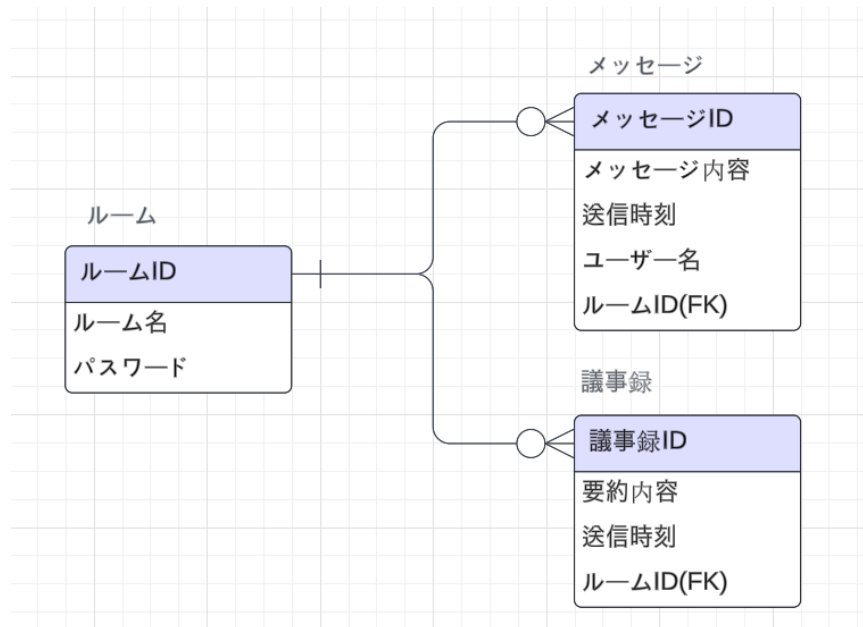 ルーム
ルームID
ルーム名
パスワード
メッセージ
メッセージID
メッセージ内容
送信時刻
ユーザー名
ルームID(FK)
議事録
議事録ID
要約内容
送信時刻
ルームID(FK)